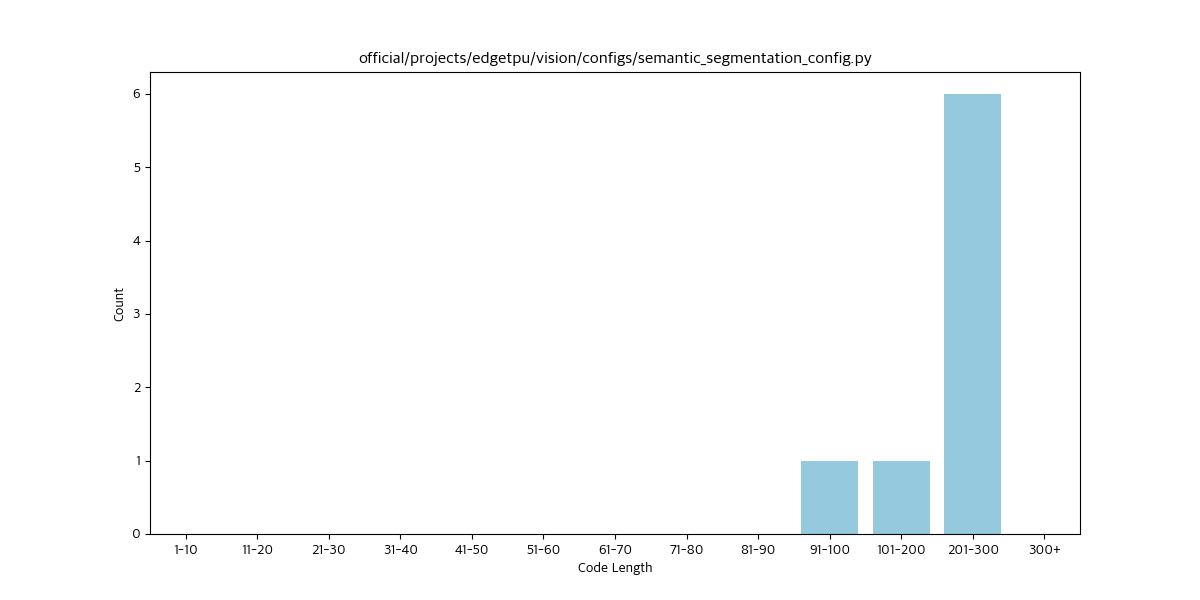 official/projects/edgetpu/vision/configs/semantic_segmentation_config.py
6
5
4
3
2
1
0
Count
1-10 11-20 21-30 31-40 41-50 51-60 61-70 71-80 81-90 91-100 101-200 201-300 300+
Code Length